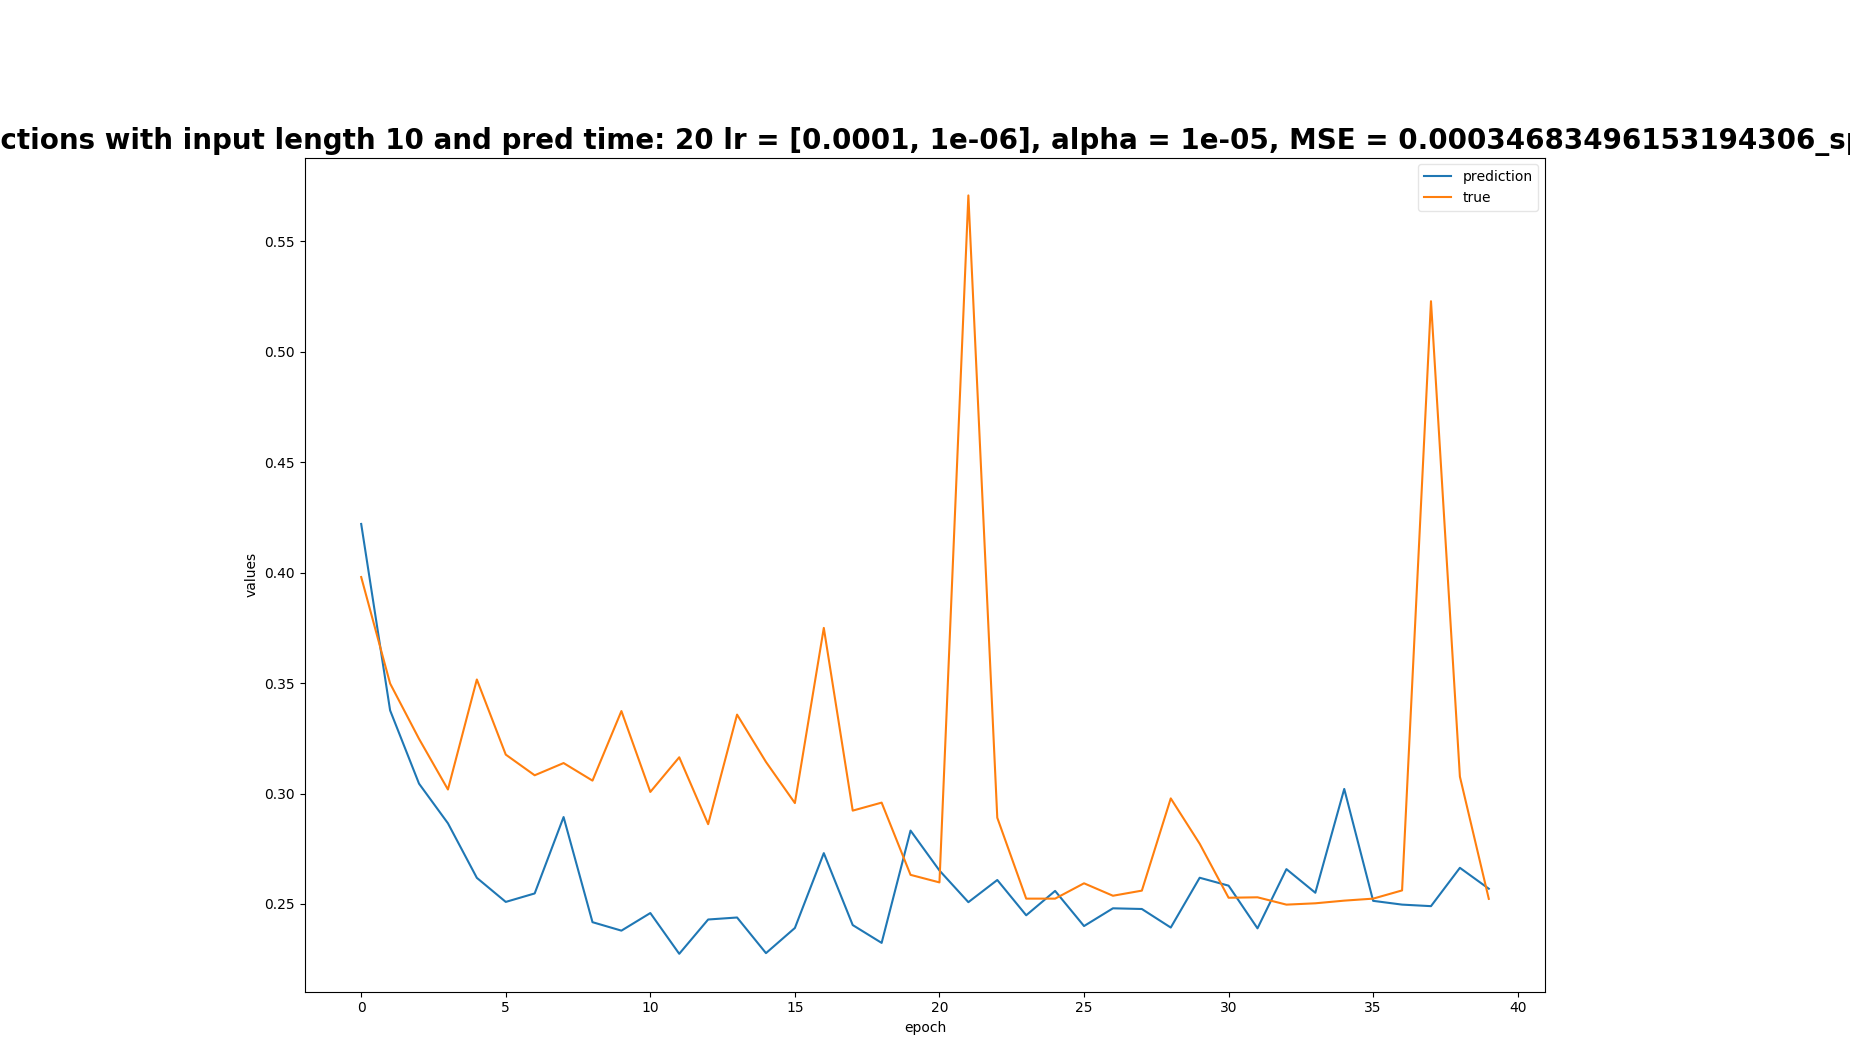 ctions with input length 10 and pred time: 20 lr = [0.0001, 1e-06], alpha = 1e-05, MSE = 0.00034683496153194306_sp
prediction
true
0.55
0.50
0.45
0.40
0.35
0.30
0.25
values
0 5 10 15 20 25 30 35 40
epoch